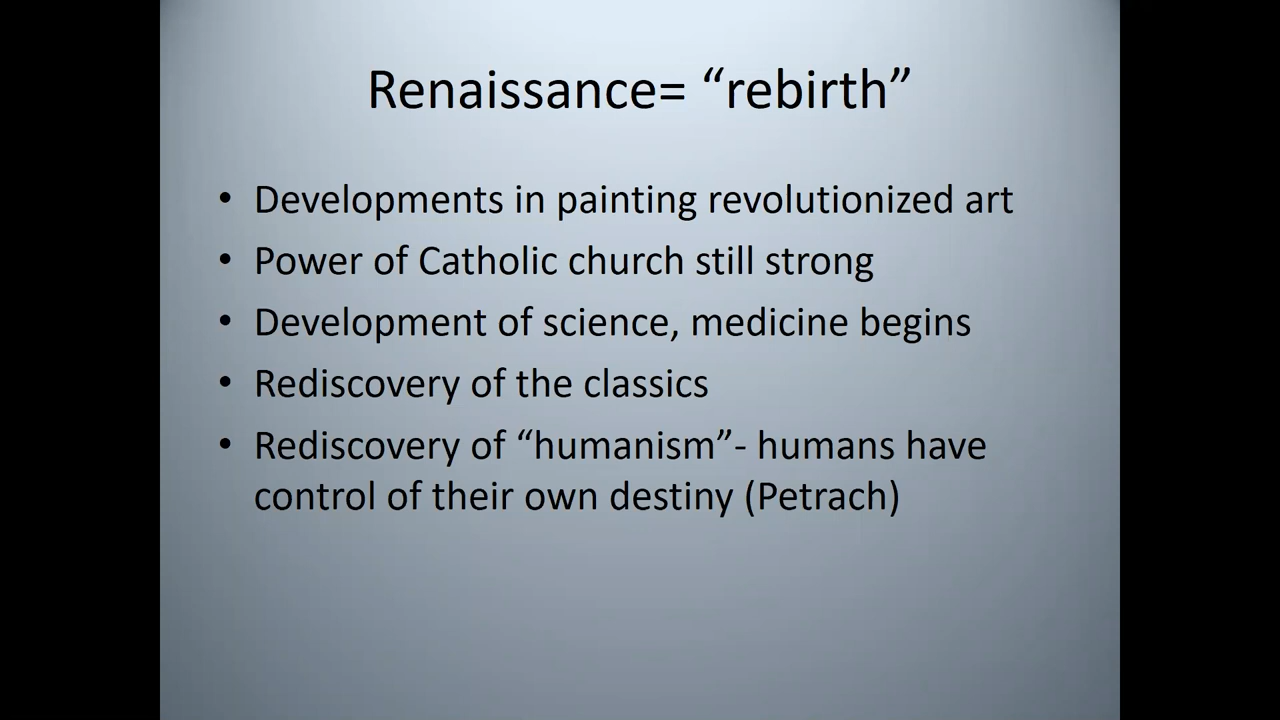 Renaissance= “rebirth”
• Developments in painting revolutionized art
• Power of Catholic church still strong
• Development of science, medicine begins
• Rediscovery of the classics
• Rediscovery of “humanism”- humans have
control of their own destiny (Petrach)